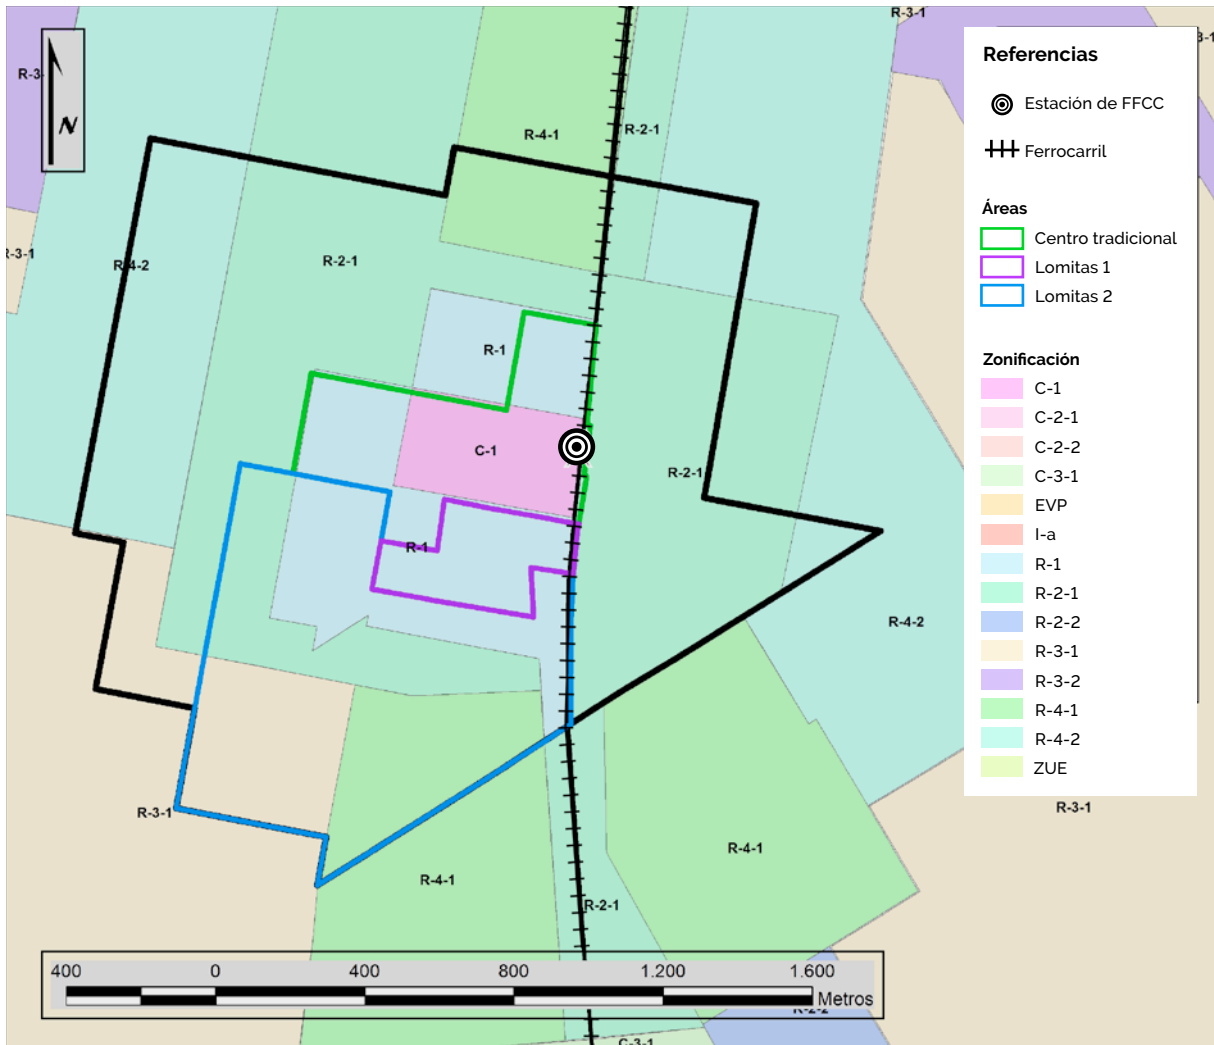 R-3-1
3-1
Referencias
Estación de FFCC
Ferrocarril
Áreas
Centro tradicional
Lomitas 1
Lomitas 2
Zonificación
C-1
C-2-1
C-2-2
C-3-1
EVP
I-a
R-1
R-2-1
R-2-2
R-3-1
R-3-2
R-4-1
R-4-2
ZUE
R-3-
N
R-4-1
R-2-1
R-3-1
R-4-2
R-2-1
R-1
C-1
R-2-1
R-1
R-4-2
R-3-1
R-3-1
R-4-1
R-4-1
R-2-1
400 0 400 800 1.200 1.600
Metros
R-2-2
C-3-1